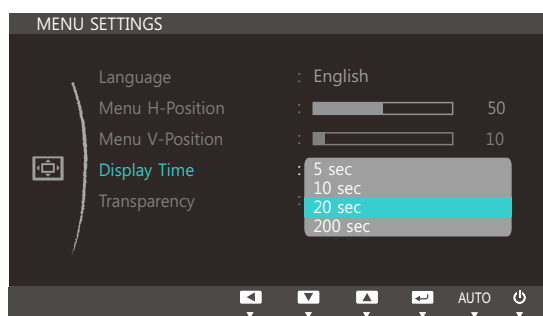 MENU SETTINGS
Language : English
Menu H-Position : 50
Menu V-Position : 10
Display Time : 5 sec
10 sec
Transparency : 20 sec
200 sec
AUTO